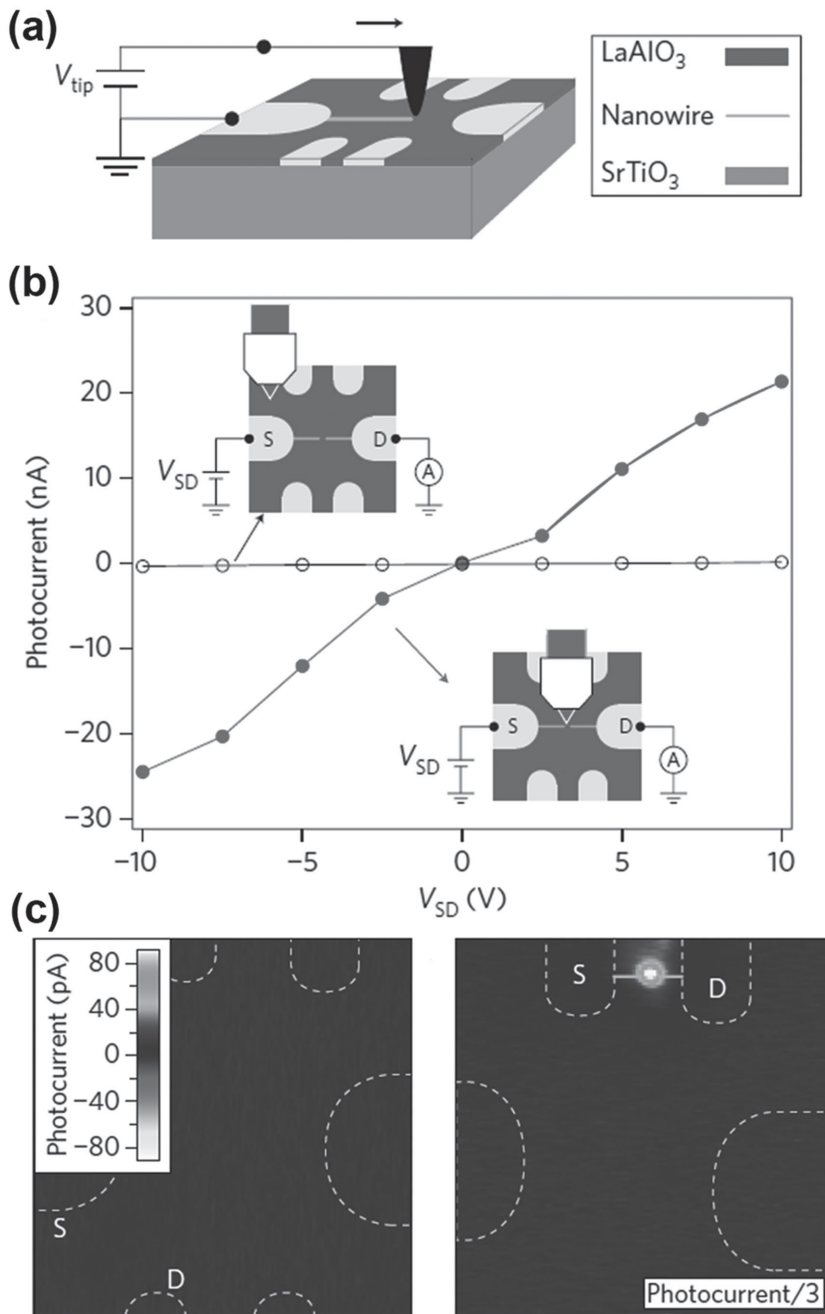 (a)
V_tip
LaAlO₃
Nanowire
SrTiO₃
(b)
30
20
10
0
−10
−20
−30
Photocurrent (nA)
S
D
V_SD
A
S
D
V_SD
A
−10
−5
0
5
10
V_SD (V)
(c)
Photocurrent (pA)
80
40
0
−40
−80
S
D
S
D
Photocurrent/3